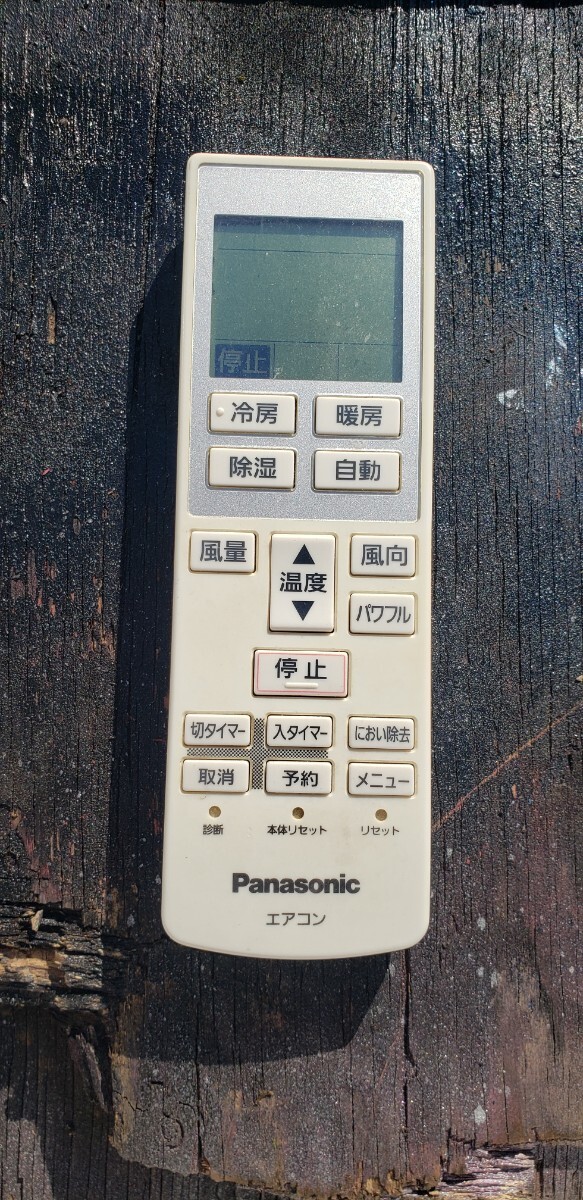 停止
冷房
暖房
除湿
自動
風量
▲
温度
▼
風向
パワフル
停止
切タイマー
入タイマー
におい除去
取消
予約
メニュー
診断
本体リセット
リセット
Panasonic
エアコン